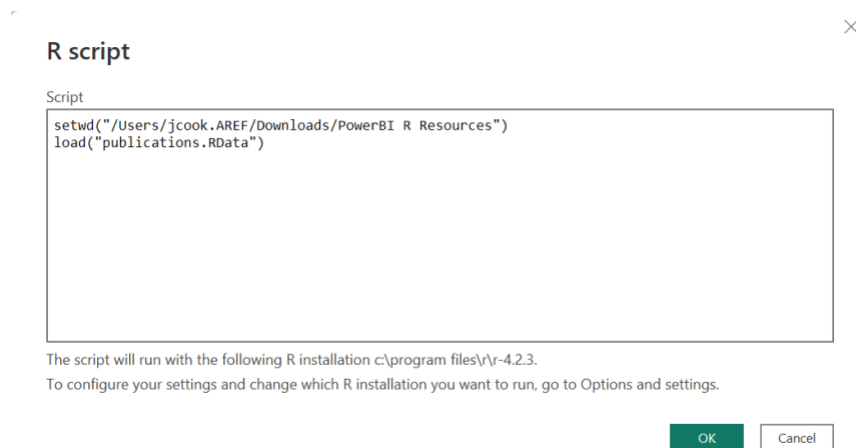 R script
Script
setwd("/Users/jcook.AREF/Downloads/PowerBI R Resources")
load("publications.RData")
The script will run with the following R installation c:\program files\r\r-4.2.3.
To configure your settings and change which R installation you want to run, go to Options and settings.
OK Cancel